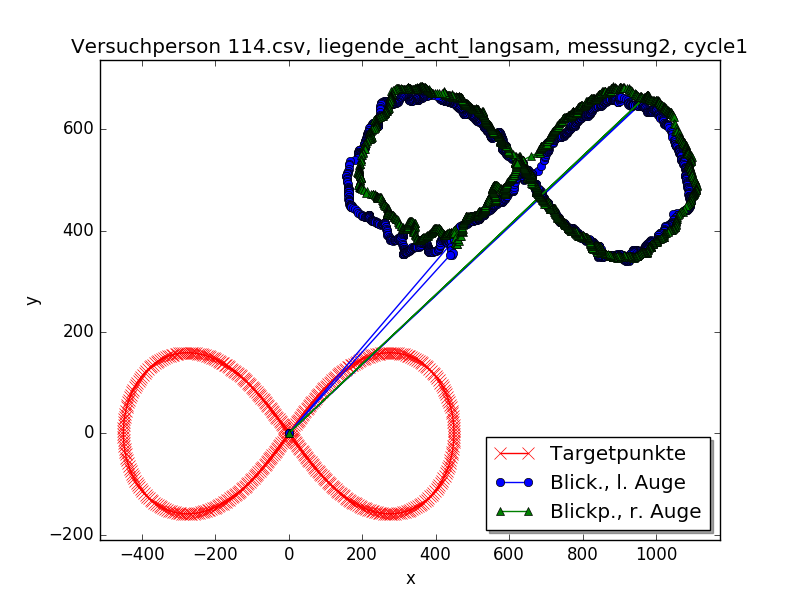 Versuchperson 114.csv, liegende_acht_langsam, messung2, cycle1
y
600
400
200
0
−200
−400
−200
0
200
400
600
800
1000
x
Targetpunkte
Blick., l. Auge
Blickp., r. Auge